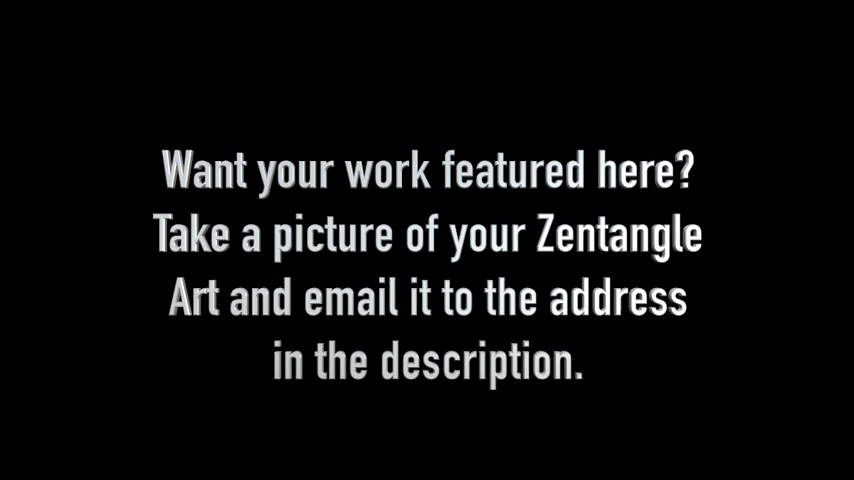 Want your work featured here?
Take a picture of your Zentangle
Art and email it to the address
in the description.